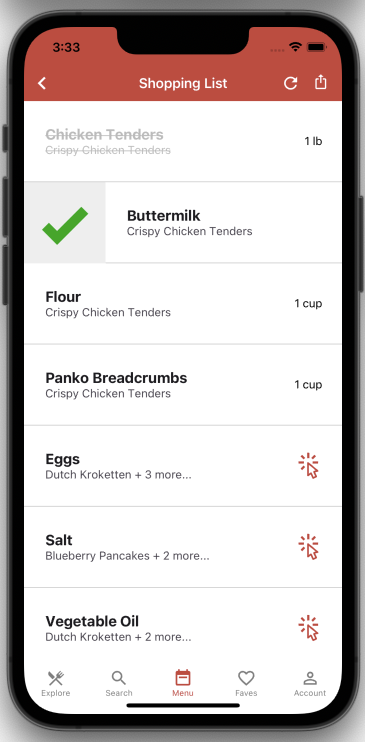 3:33
Shopping List
Chicken Tenders
Crispy Chicken Tenders
1 lb
Buttermilk
Crispy Chicken Tenders
Flour
Crispy Chicken Tenders
1 cup
Panko Breadcrumbs
Crispy Chicken Tenders
1 cup
Eggs
Dutch Kroketten + 3 more...
Salt
Blueberry Pancakes + 2 more...
Vegetable Oil
Dutch Kroketten + 2 more...
Explore
Search
Menu
Faves
Account